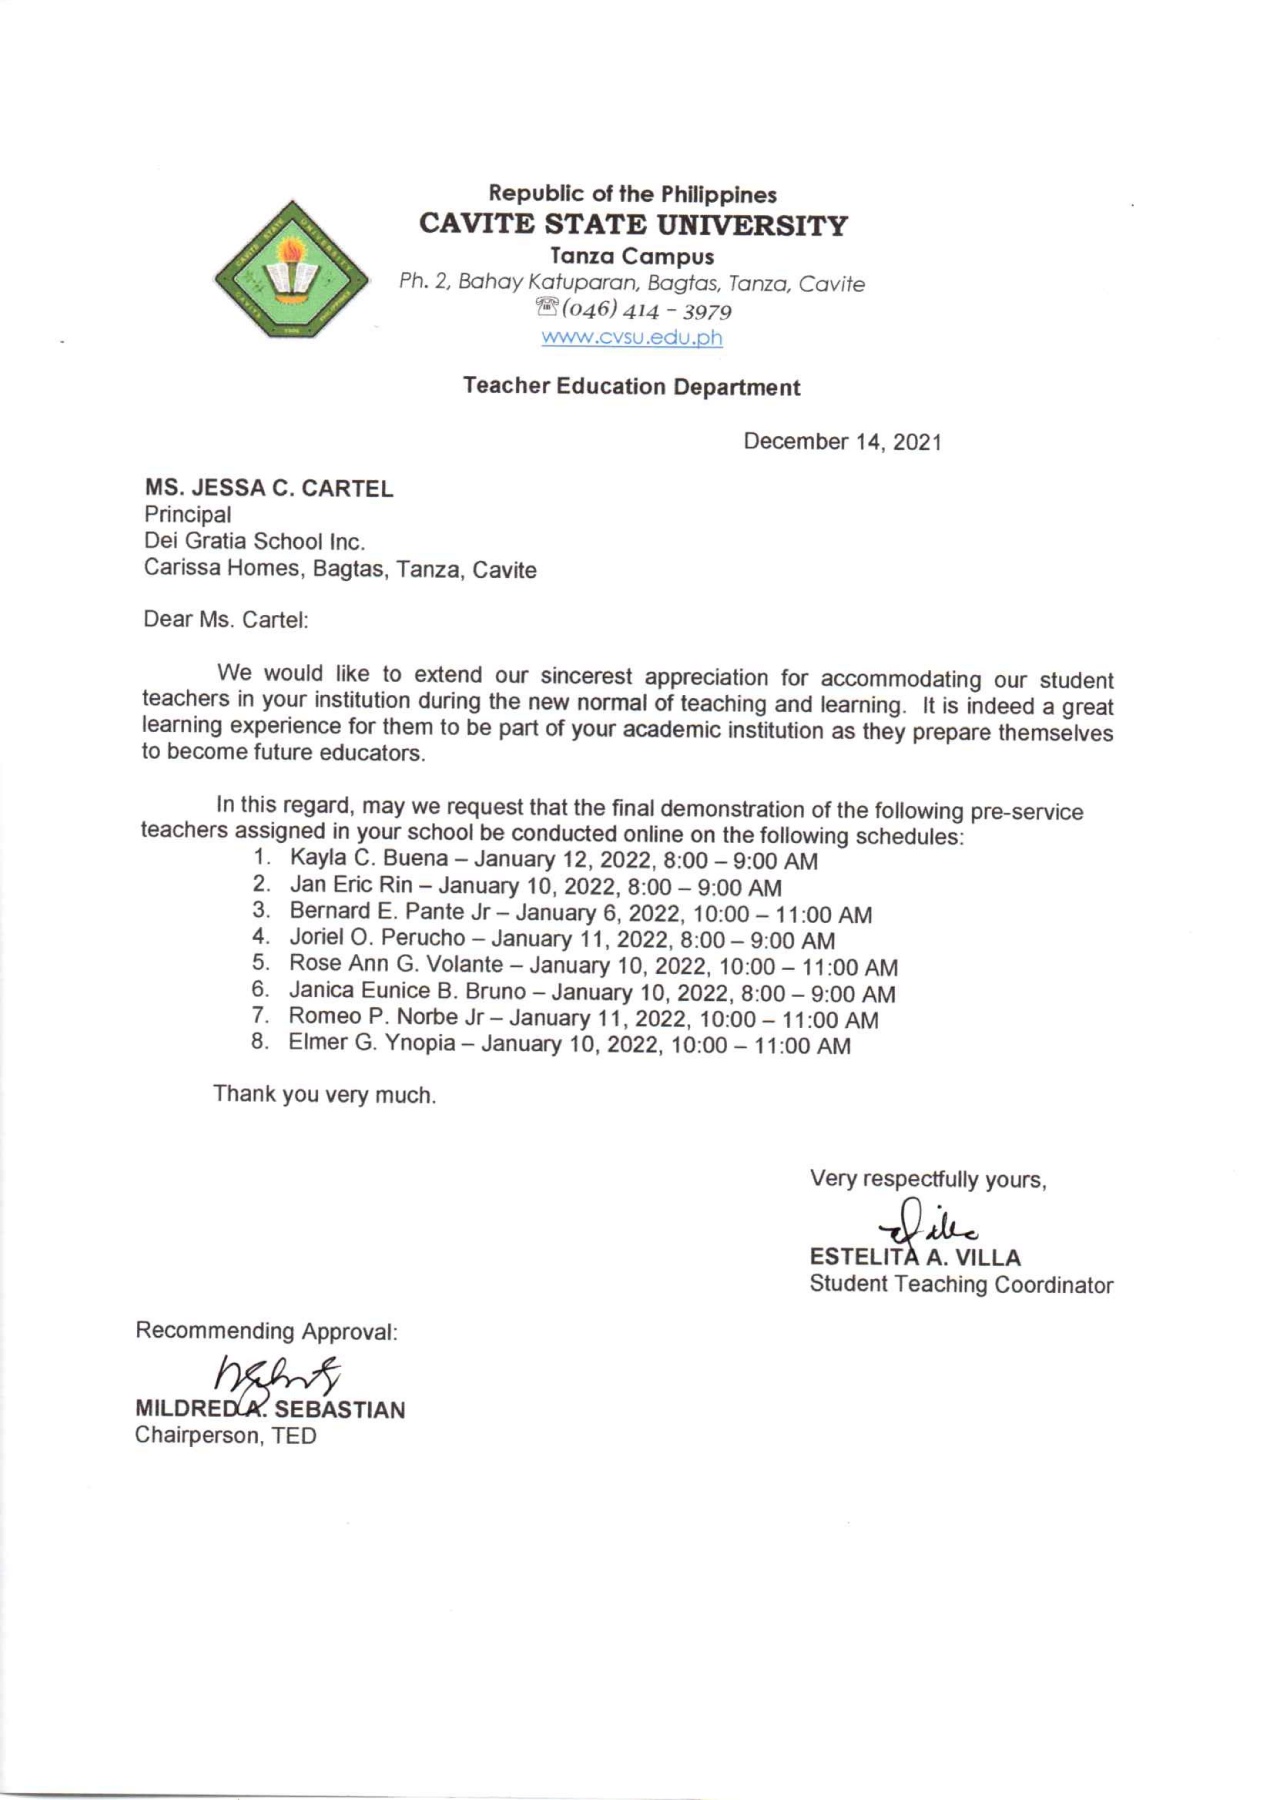 Republic of the Philippines
CAVITE STATE UNIVERSITY
Tanza Campus
Ph. 2, Bahay Katuparan, Bagtas, Tanza, Cavite
☏(046) 414 - 3979
www.cvsu.edu.ph
CAVITE STATE UNIVERSITY
CAVITE PHILIPPINES
Teacher Education Department
December 14, 2021
MS. JESSA C. CARTEL
Principal
Dei Gratia School Inc.
Carissa Homes, Bagtas, Tanza, Cavite
Dear Ms. Cartel:
We would like to extend our sincerest appreciation for accommodating our student
teachers in your institution during the new normal of teaching and learning. It is indeed a great
learning experience for them to be part of your academic institution as they prepare themselves
to become future educators.
In this regard, may we request that the final demonstration of the following pre-service
teachers assigned in your school be conducted online on the following schedules:
1. Kayla C. Buena – January 12, 2022, 8:00 – 9:00 AM
2. Jan Eric Rin – January 10, 2022, 8:00 – 9:00 AM
3. Bernard E. Pante Jr – January 6, 2022, 10:00 – 11:00 AM
4. Joriel O. Perucho – January 11, 2022, 8:00 – 9:00 AM
5. Rose Ann G. Volante – January 10, 2022, 10:00 – 11:00 AM
6. Janica Eunice B. Bruno – January 10, 2022, 8:00 – 9:00 AM
7. Romeo P. Norbe Jr – January 11, 2022, 10:00 – 11:00 AM
8. Elmer G. Ynopia – January 10, 2022, 10:00 – 11:00 AM
Thank you very much.
Very respectfully yours,
ESTELITA A. VILLA
Student Teaching Coordinator
Recommending Approval:
MILDRED A. SEBASTIAN
Chairperson, TED